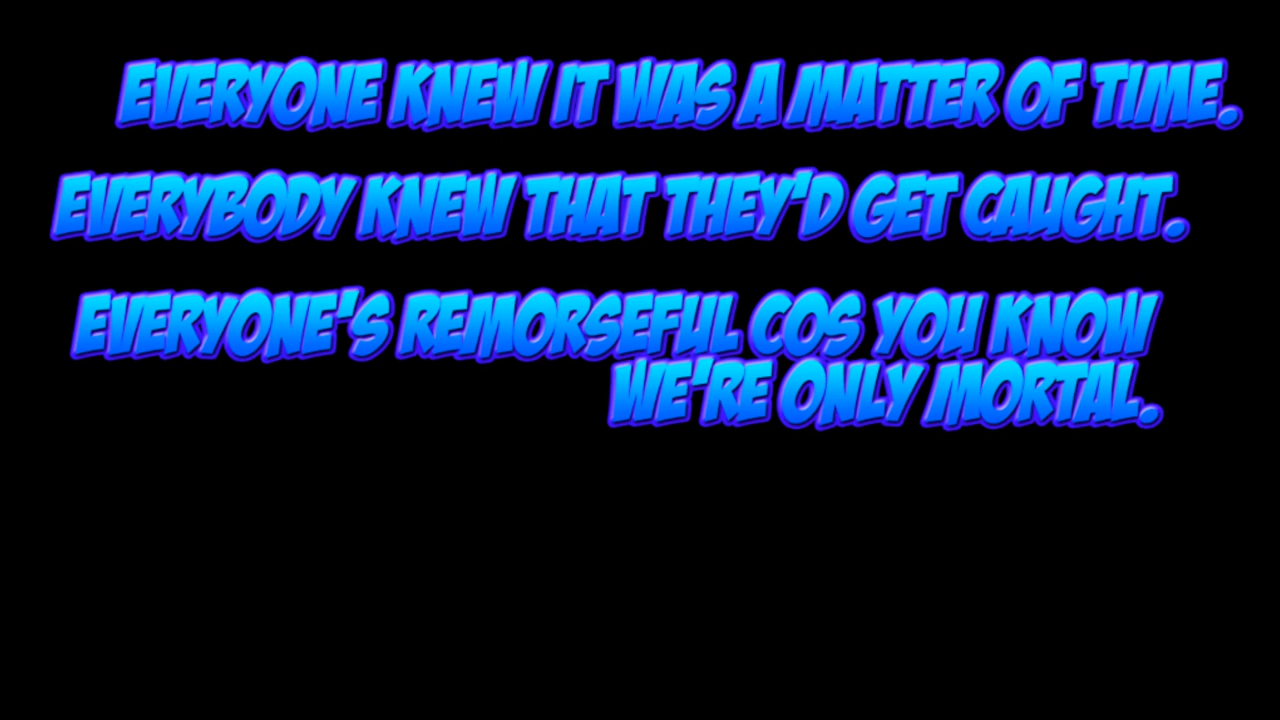 EVERYONE KNEW IT WAS A MATTER OF TIME.
EVERYBODY KNEW THAT THEY'D GET CAUGHT.
EVERYONE'S REMORSEFUL COS YOU KNOW
WE'RE ONLY MORTAL.